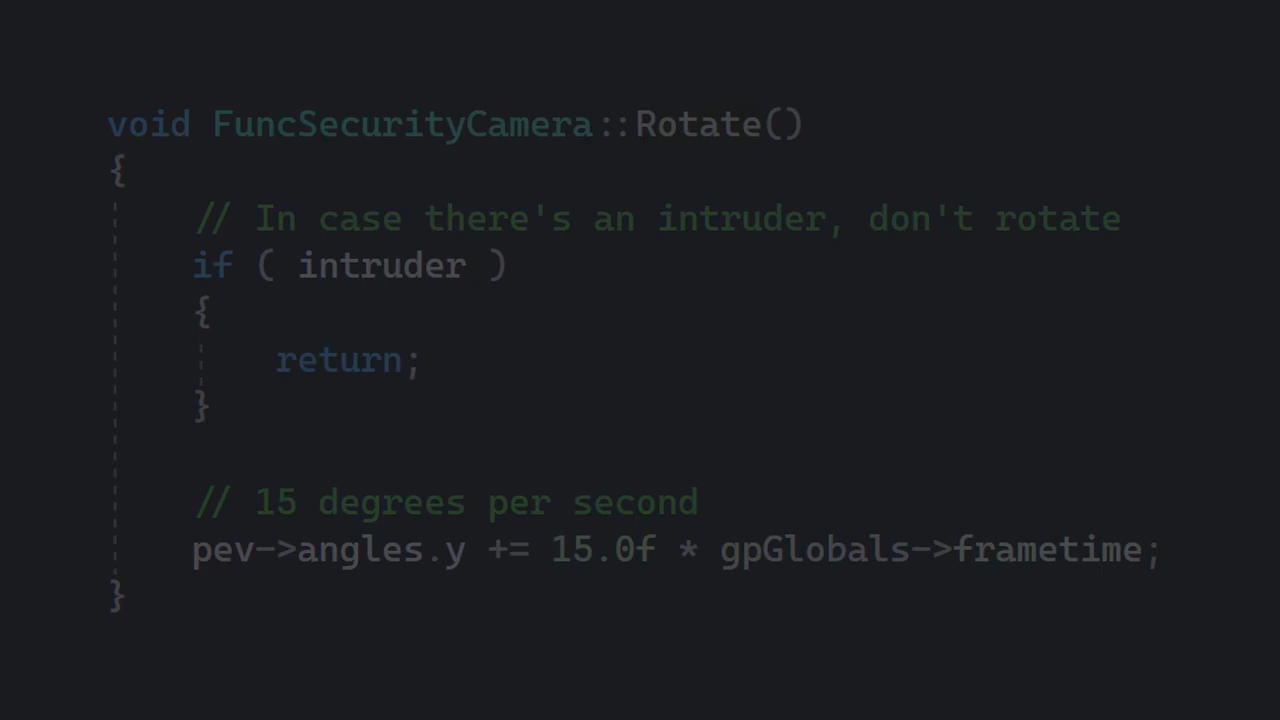 void FuncSecurityCamera::Rotate()
{
// In case there's an intruder, don't rotate
if ( intruder )
{
return;
}
// 15 degrees per second
pev->angles.y += 15.0f * gpGlobals->frametime;
}